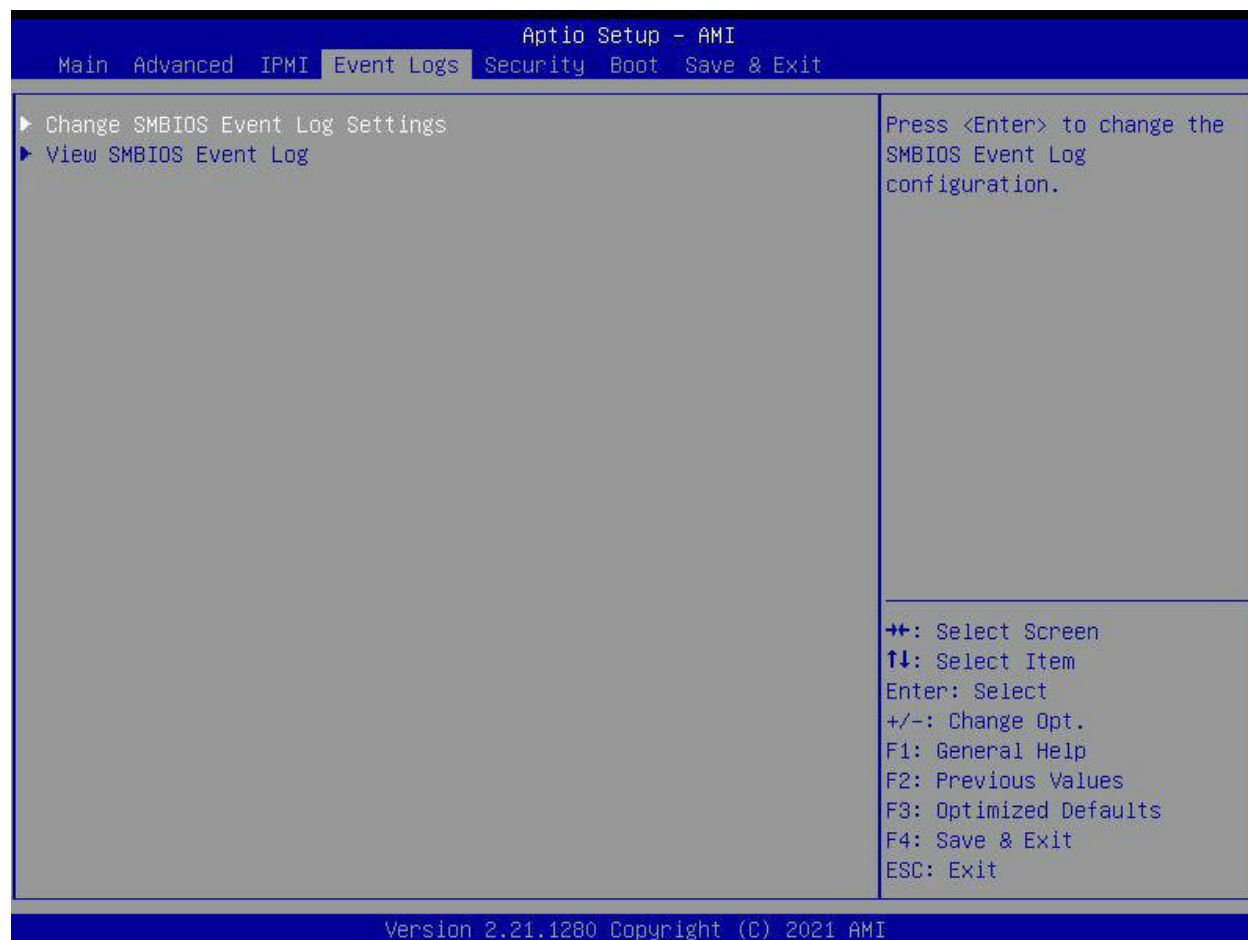 Aptio Setup – AMI
Main Advanced IPMI Event Logs Security Boot Save & Exit
▶ Change SMBIOS Event Log Settings
▶ View SMBIOS Event Log
Press <Enter> to change the
SMBIOS Event Log
configuration.
→←: Select Screen
↑↓: Select Item
Enter: Select
+/-: Change Opt.
F1: General Help
F2: Previous Values
F3: Optimized Defaults
F4: Save & Exit
ESC: Exit
Version 2.21.1280 Copyright (C) 2021 AMI